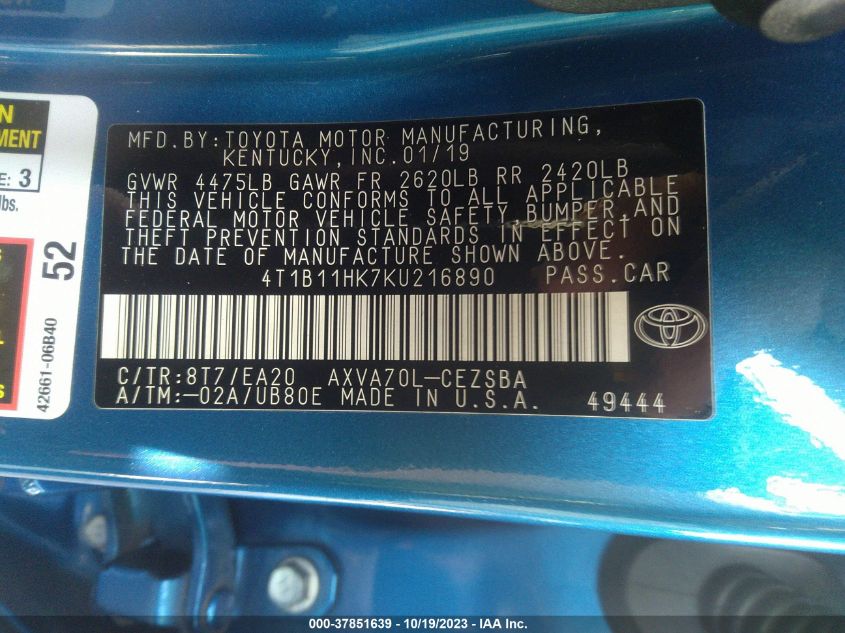 N
MENT
E: 3
lbs.
52
42661-06B40
MFD. BY: TOYOTA MOTOR MANUFACTURING,
KENTUCKY, INC. 01/19
GVWR 4475LB GAWR FR 2620LB RR 2420LB
THIS VEHICLE CONFORMS TO ALL APPLICABLE
FEDERAL MOTOR VEHICLE SAFETY, BUMPER, AND
THEFT PREVENTION STANDARDS IN EFFECT ON
THE DATE OF MANUFACTURE SHOWN ABOVE.
4T1B11HK7KU216890 PASS. CAR
C/TR: 8T7/EA20 AXVA70L-CEZSBA
A/TM: -02A/UB80E MADE IN U.S.A. 49444
000-37851639 - 10/19/2023 - IAA Inc.